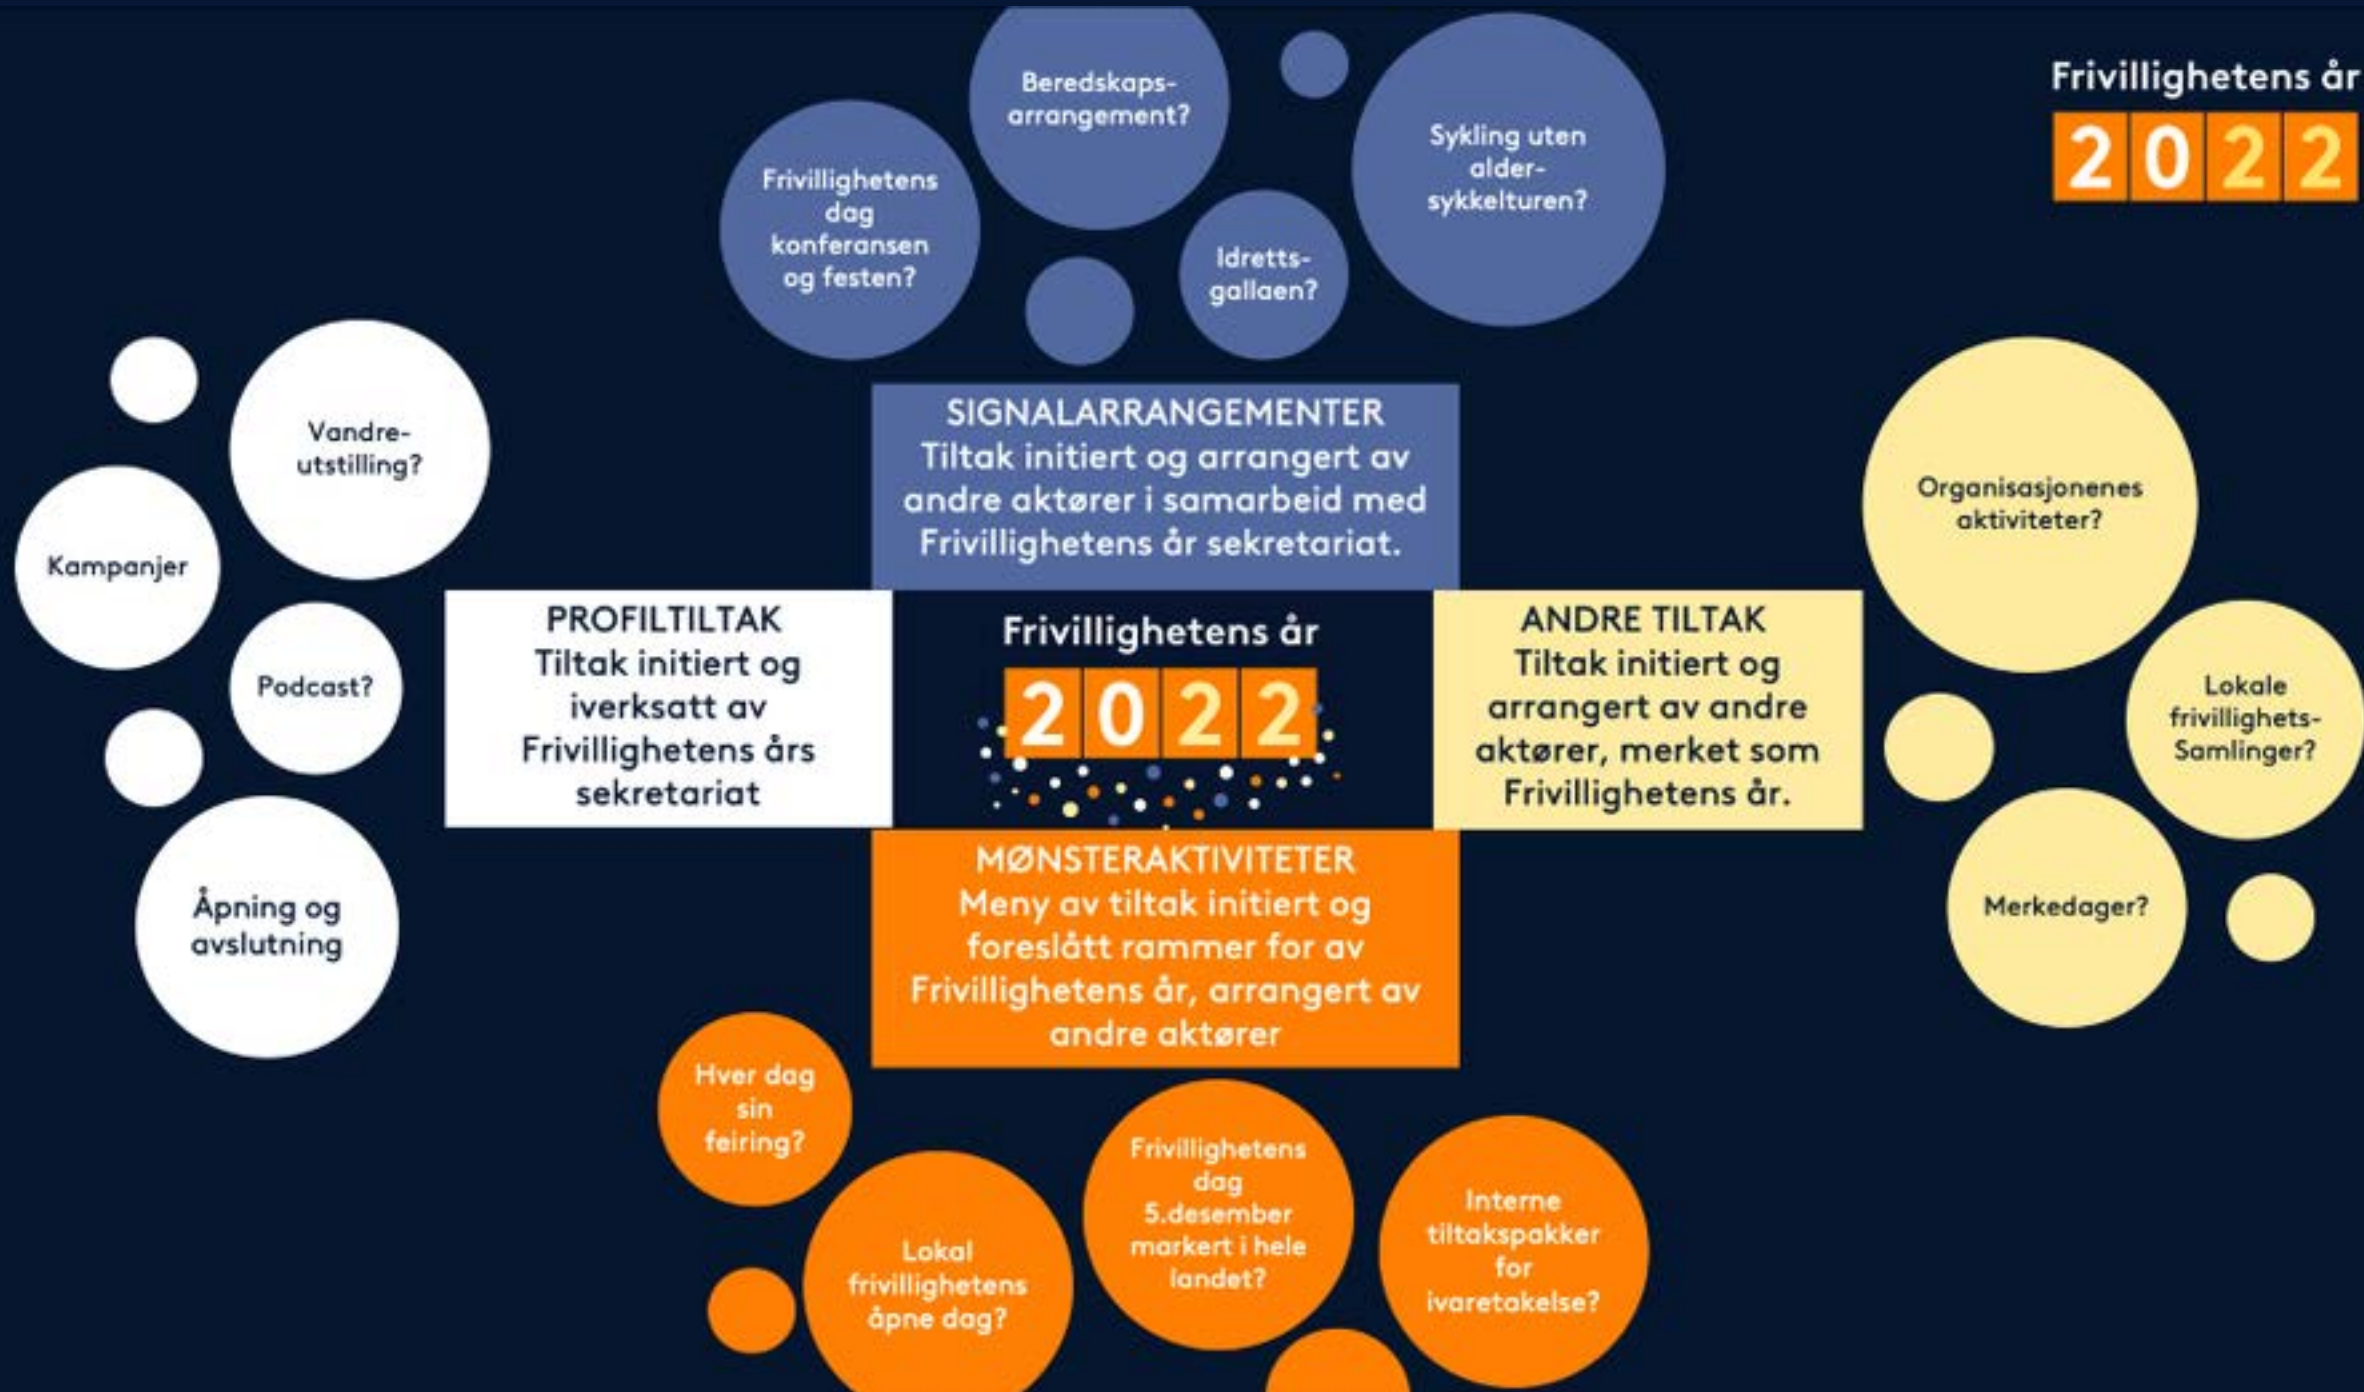 Frivillighetens år
2022
Beredskaps-
arrangement?
Sykling uten
alder-
sykkelturen?
Frivillighetens
dag
konferansen
og festen?
Idretts-
gallaen?
SIGNALARRANGEMENTER
Tiltak initiert og arrangert av
andre aktører i samarbeid med
Frivillighetens år sekretariat.
Vandre-
utstilling?
Kampanjer
Podcast?
Åpning og
avslutning
PROFILTILTAK
Tiltak initiert og
iverksatt av
Frivillighetens års
sekretariat
Frivillighetens år
2022
ANDRE TILTAK
Tiltak initiert og
arrangert av andre
aktører, merket som
Frivillighetens år.
Organisasjonenes
aktiviteter?
Lokale
frivillighets-
Samlinger?
Merkedager?
MØNSTERAKTIVITETER
Meny av tiltak initiert og
foreslått rammer for av
Frivillighetens år, arrangert av
andre aktører
Hver dag
sin
feiring?
Lokal
frivillighetens
åpne dag?
Frivillighetens
dag
5.desember
markert i hele
landet?
Interne
tiltakspakker
for
ivaretakelse?